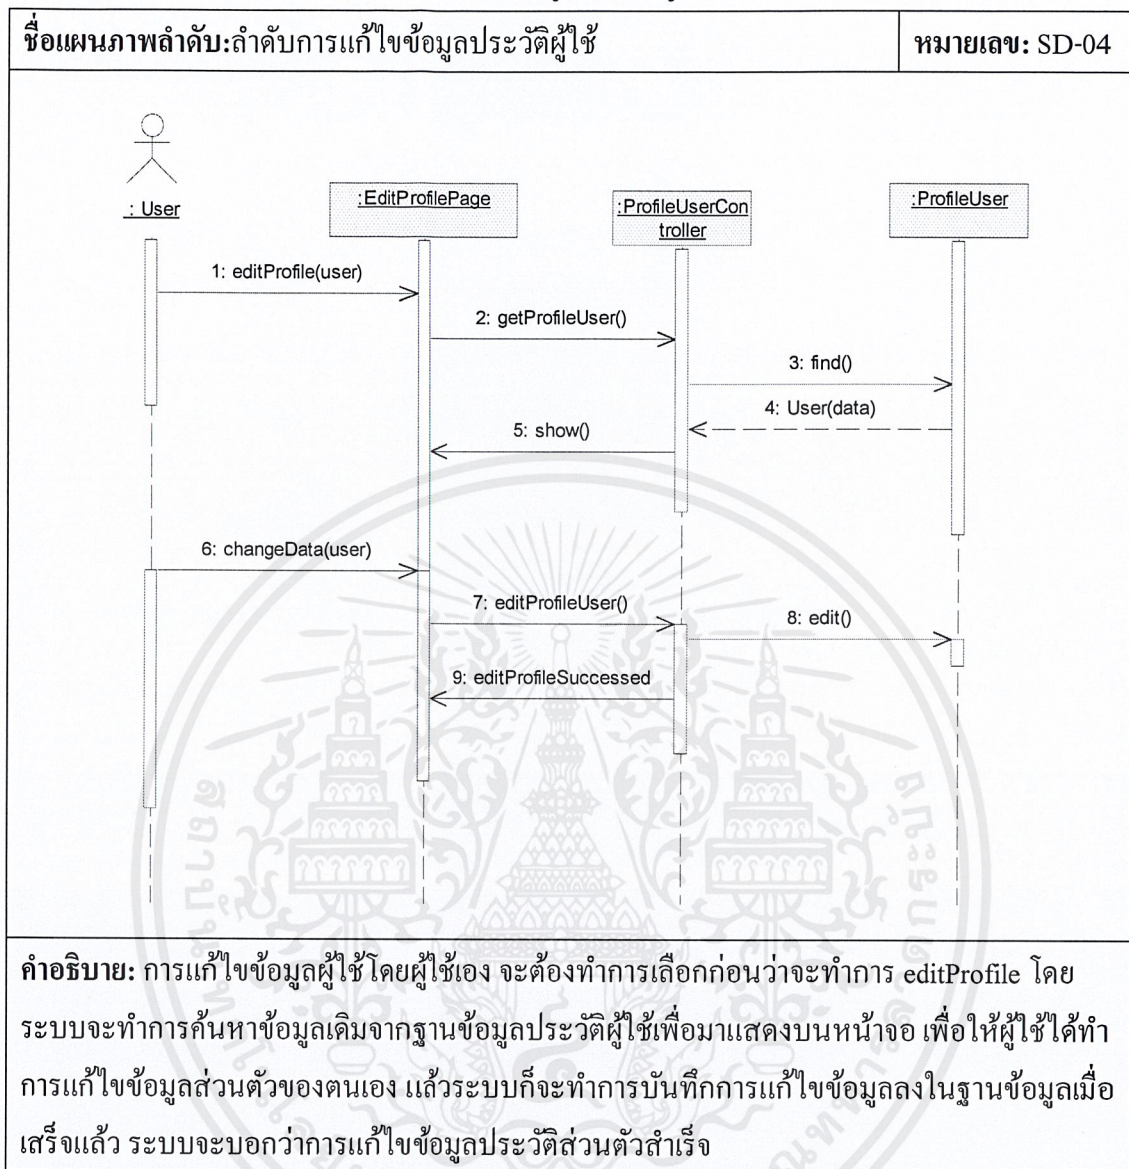 ชื่อแผนภาพลำดับ:ลำดับการแก้ไขข้อมูลประวัติผู้ใช้
หมายเลข: SD-04
: User
:EditProfilePage
:ProfileUserCon
troller
:ProfileUser
1: editProfile(user)
2: getProfileUser()
3: find()
4: User(data)
5: show()
6: changeData(user)
7: editProfileUser()
8: edit()
9: editProfileSuccessed
คำอธิบาย: การแก้ไขข้อมูลผู้ใช้โดยผู้ใช้เอง จะต้องทำการเลือกก่อนว่าจะทำการ editProfile โดย
ระบบจะทำการค้นหาข้อมูลเดิมจากฐานข้อมูลประวัติผู้ใช้เพื่อมาแสดงบนหน้าจอ เพื่อให้ผู้ใช้ได้ทำ
การแก้ไขข้อมูลส่วนตัวของตนเอง แล้วระบบก็จะทำการบันทึกการแก้ไขข้อมูลลงในฐานข้อมูลเมื่อ
เสร็จแล้ว ระบบจะบอกว่าการแก้ไขข้อมูลประวัติส่วนตัวสำเร็จ